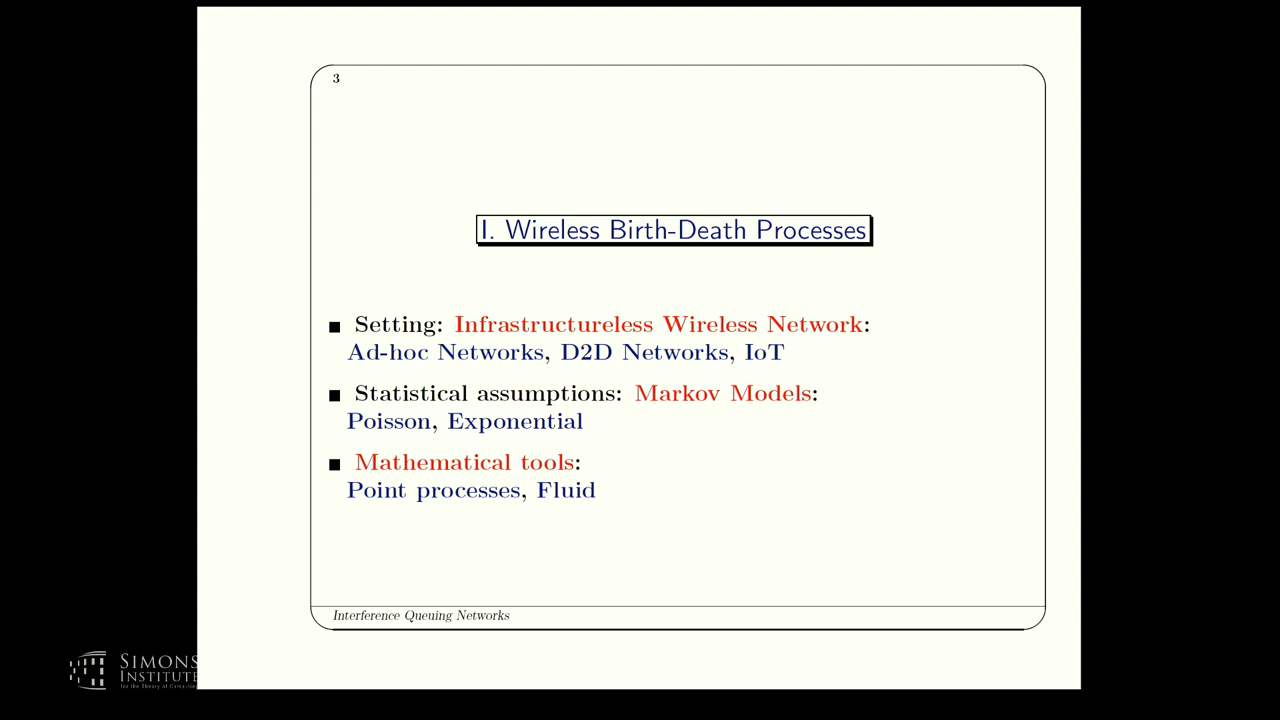 3
I. Wireless Birth-Death Processes
■ Setting: Infrastructureless Wireless Network:
Ad-hoc Networks, D2D Networks, IoT
■ Statistical assumptions: Markov Models:
Poisson, Exponential
■ Mathematical tools:
Point processes, Fluid
Interference Queuing Networks
SIMONS
INSTITUTE